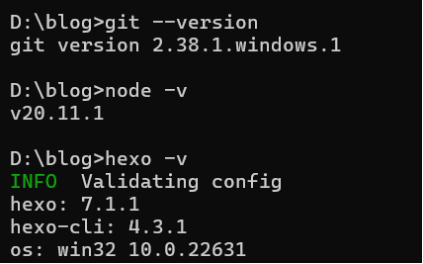 D:\blog>git --version
git version 2.38.1.windows.1
D:\blog>node -v
v20.11.1
D:\blog>hexo -v
INFO  Validating config
hexo: 7.1.1
hexo-cli: 4.3.1
os: win32 10.0.22631